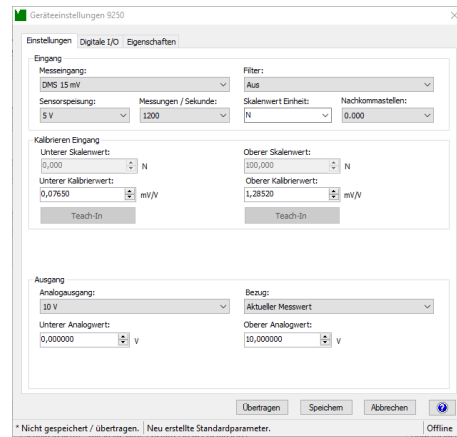 Geräteeinstellungen 9250
Einstellungen Digitale I/O Eigenschaften
Eingang
Messeingang: Filter:
DMS 15 mV Aus
Sensorspeisung: Messungen / Sekunde: Skalenwert Einheit: Nachkommastellen:
5 V 1200 N 0.000
Kalibrieren Eingang
Unterer Skalenwert: Oberer Skalenwert:
0,000 N 100,000 N
Unterer Kalibrierwert: Oberer Kalibrierwert:
0,07650 mV/V 1,28520 mV/V
Teach-In Teach-In
Ausgang
Analogausgang: Bezug:
10 V Aktueller Messwert
Unterer Analogwert: Oberer Analogwert:
0,000000 V 10,000000 V
Übertragen Speichern Abbrechen ?
* Nicht gespeichert / übertragen. Neu erstellte Standardparameter. Offline